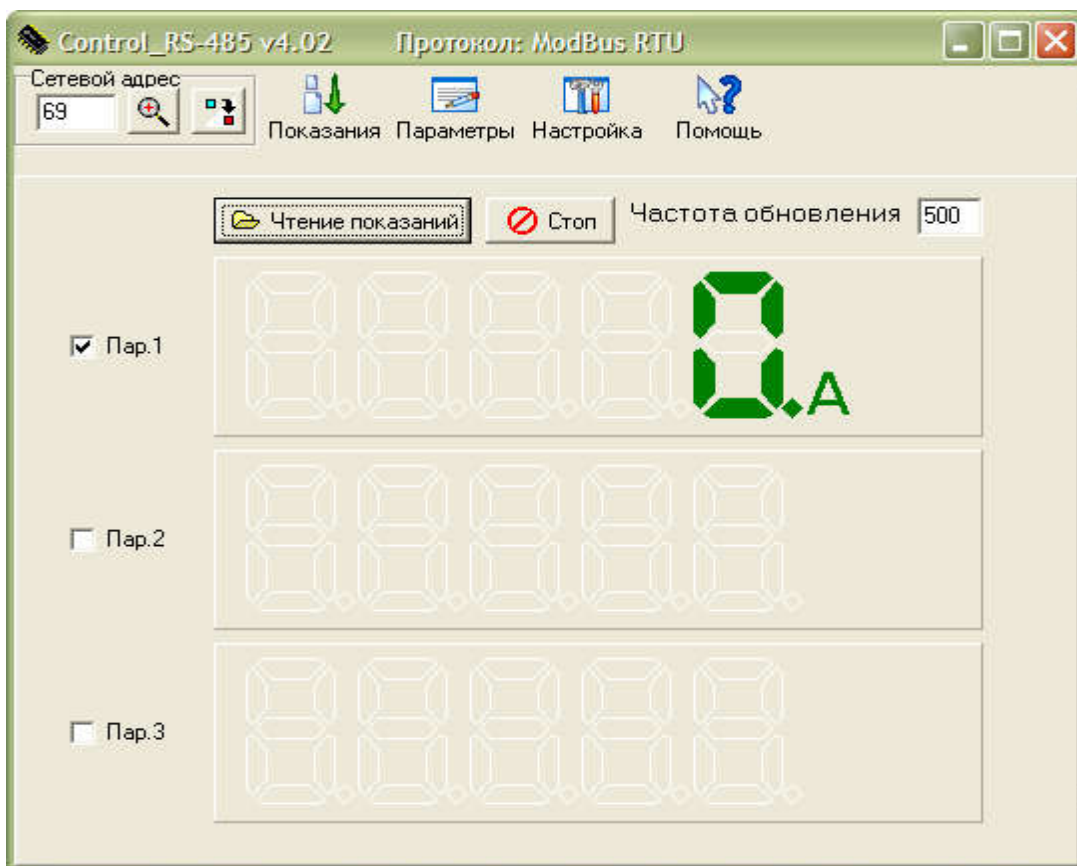 Control_RS-485 v4.02 Протокол: ModBus RTU
Сетевой адрес
69
Показания Параметры Настройка Помощь
Чтение показаний Стоп Частота обновления 500
Пар.1 0.A
Пар.2
Пар.3